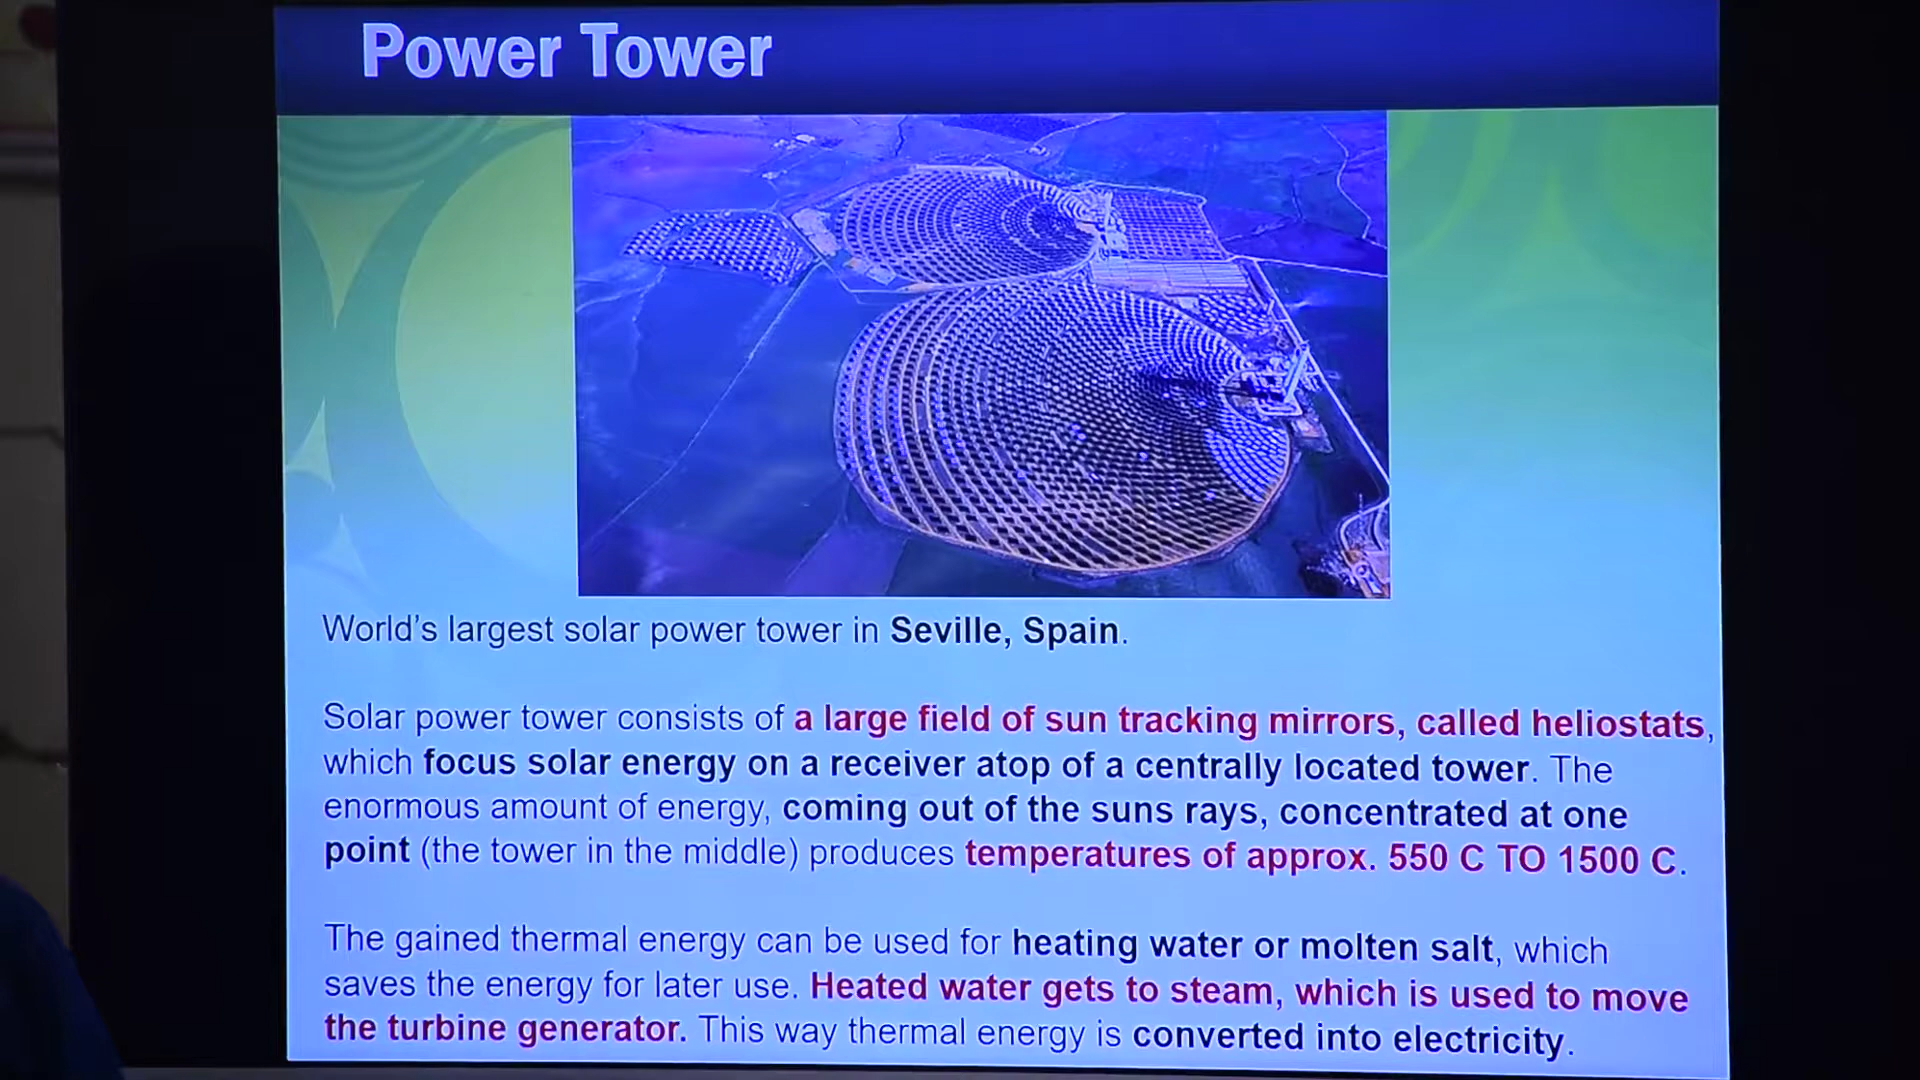 Power Tower
World's largest solar power tower in Seville, Spain.
Solar power tower consists of a large field of sun tracking mirrors, called heliostats,
which focus solar energy on a receiver atop of a centrally located tower. The
enormous amount of energy, coming out of the suns rays, concentrated at one
point (the tower in the middle) produces temperatures of approx. 550 C TO 1500 C.
The gained thermal energy can be used for heating water or molten salt, which
saves the energy for later use. Heated water gets to steam, which is used to move
the turbine generator. This way thermal energy is converted into electricity.